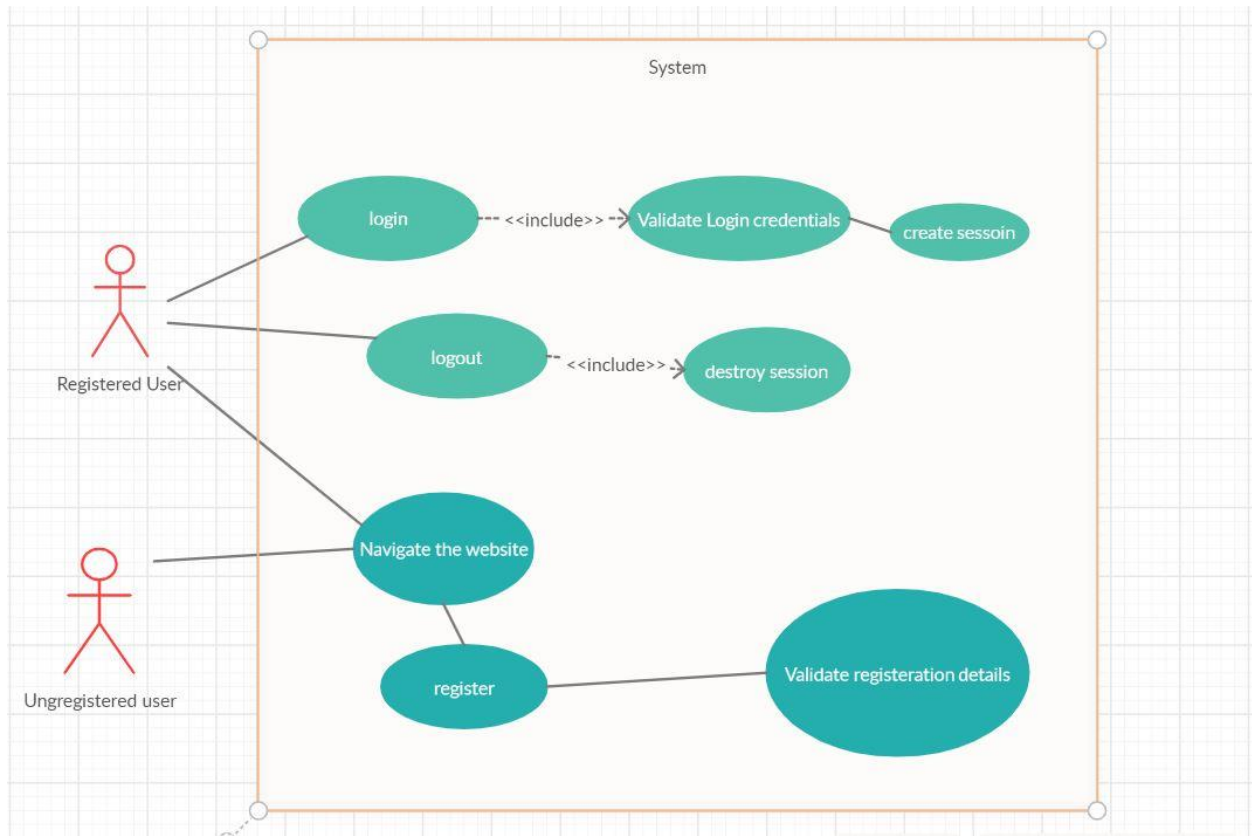 System
login
<<include>>
Validate Login credentials
create sessoin
Registered User
logout
<<include>>
destroy session
Navigate the website
Ungregistered user
register
Validate registeration details